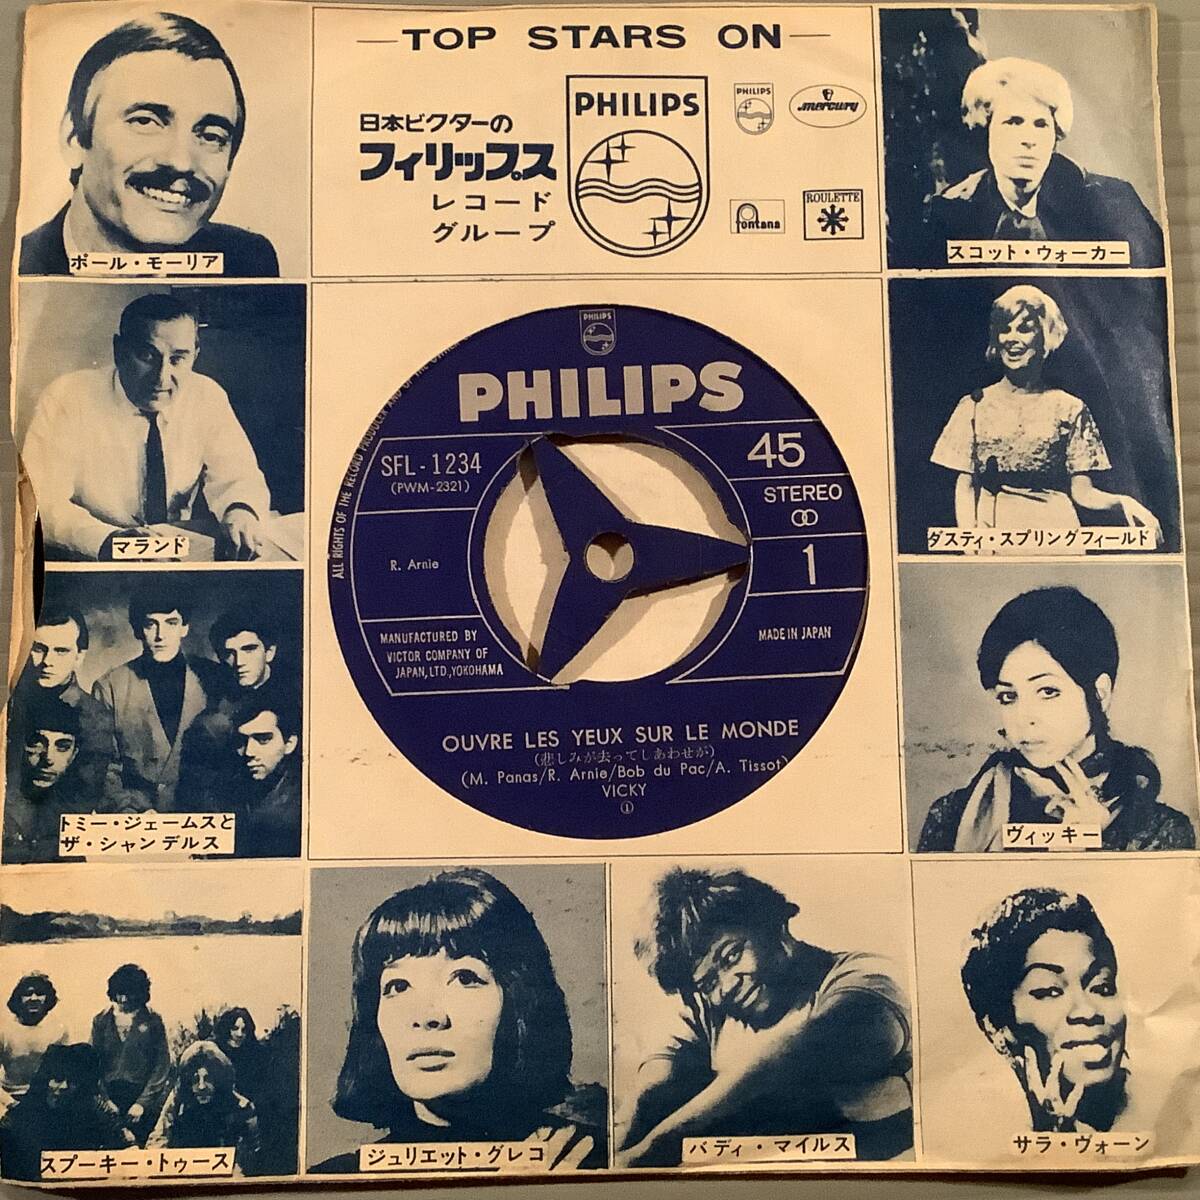 TOP STARS ON
日本ビクターの
フィリップス
レコード
グループ
PHILIPS
PHILIPS
mercury
fontana
ROULETTE
ポール・モーリア
スコット・ウォーカー
マランド
ダスティ・スプリングフィールド
トミー・ジェームスと
ザ・シャンデルス
ヴィッキー
スプーキー・トゥース
ジュリエット・グレコ
バディ・マイルス
サラ・ヴォーン
PHILIPS
PHILIPS
ALL RIGHTS OF THE RECORD PRODUCER AND OF THE
SFL-1234
(PWM-2321)
R. Arnie
MANUFACTURED BY
VICTOR COMPANY OF
JAPAN, LTD., YOKOHAMA
45
STEREO
1
MADE IN JAPAN
OUVRE LES YEUX SUR LE MONDE
(悲しみが去ってしあわせが)
(M. Panas/R. Arnie/Bob du Pac/A. Tissot)
VICKY
①